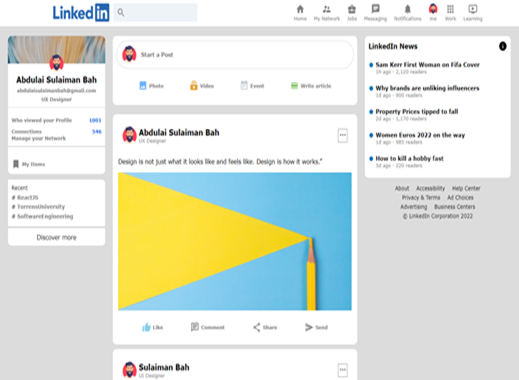 Linked in
Home
My Network
Jobs
Messaging
Notifications
me
Work
Learning
Abdulai Sulaiman Bah
abdulaisulaimanbah@gmail.com
UX Designer
Who viewed your Profile 1001
Connections 546
Manage your Network
My Items
Recent
# ReactJS
# TorrensUniversity
# SoftwareEngineering
Discover more
Start a Post
Photo
Video
Event
Write article
Abdulai Sulaiman Bah
UX Designer
Design is not just what it looks like and feels like. Design is how it works.”
Like
Comment
Share
Send
Sulaiman Bah
UX Designer
LinkedIn News
Sam Kerr First Woman on Fifa Cover
1h ago - 2,120 readers
Why brands are unliking influencers
1d ago - 900 readers
Property Prices tipped to fall
2d ago - 1,170 readers
Women Euros 2022 on the way
1d ago - 985 readers
How to kill a hobby fast
5d ago - 220 readers
About Accessibility Help Center
Privacy & Terms Ad Choices
Advertising Business Centers
© LinkedIn Corporation 2022